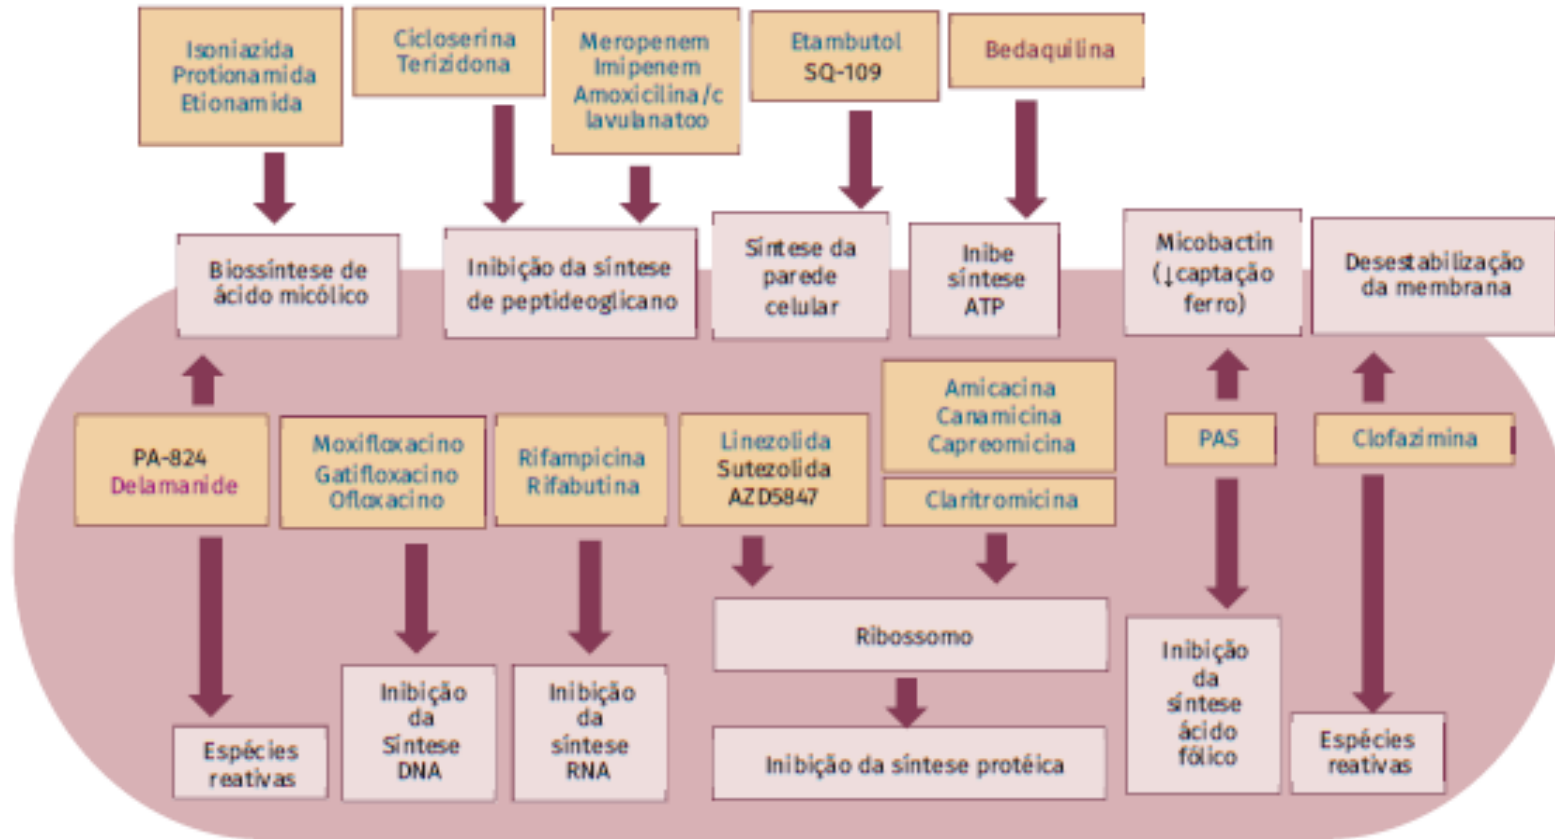 Isoniazida
Protionamida
Etionamida
Cicloserina
Terizidona
Meropenem
Imipenem
Amoxicilina/c
lavulanatoo
Etambutol
SQ-109
Bedaquilina
Biossíntese de
ácido micólico
Inibição da síntese
de peptideoglicano
Síntese da
parede
celular
Inibe
síntese
ATP
Micobactin
(↓captação
ferro)
Desestabilização
da membrana
PA-824
Delamanide
Moxifloxacino
Gatifloxacino
Ofloxacino
Rifampicina
Rifabutina
Linezolida
Sutezolida
AZD5847
Amicacina
Canamicina
Capreomicina
Claritromicina
PAS
Clofazimina
Espécies
reativas
Inibição
da
Síntese
DNA
Inibição
da
síntese
RNA
Ribossomo
Inibição da síntese protéica
Inibição
da
síntese
ácido
fólico
Espécies
reativas